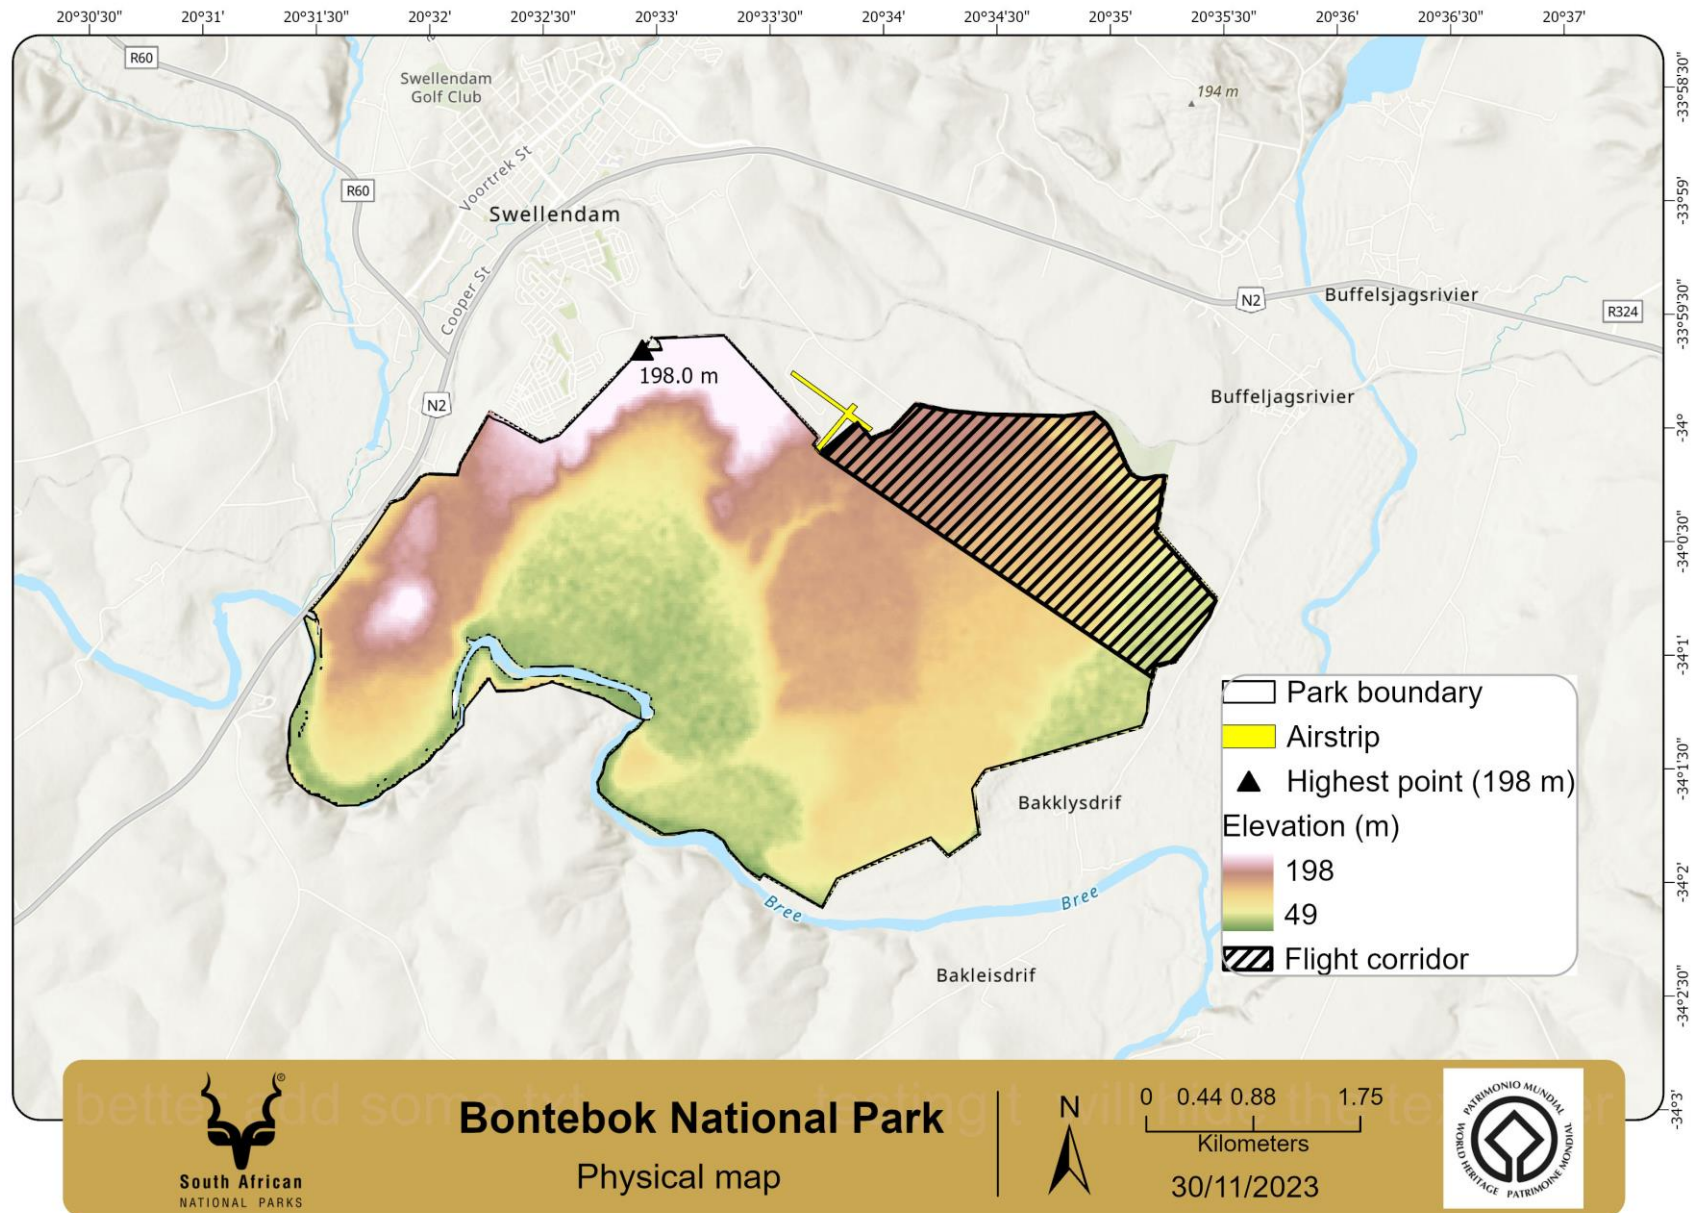 20°30'30" 20°31' 20°31'30" 20°32' 20°32'30" 20°33' 20°33'30" 20°34' 20°34'30" 20°35' 20°35'30" 20°36' 20°36'30" 20°37'
-33°58'30"
-33°59'
-33°59'30"
-34°
-34°0'30"
-34°1'
-34°1'30"
-34°2'
-34°2'30"
-34°3'
R60
Swellendam
Golf Club
194 m
Voortrek St
R60
Swellendam
Cooper St
N2
Buffelsjagsrivier
R324
198.0 m
N2
Buffeljagsrivier
Bakklysdrif
Bree
Bree
Bakleisdrif
Park boundary
Airstrip
Highest point (198 m)
Elevation (m)
198
49
Flight corridor
®
South African
NATIONAL PARKS
Bontebok National Park
Physical map
N
0 0.44 0.88 1.75
Kilometers
30/11/2023
PATRIMONIO MUNDIAL
WORLD HERITAGE
PATRIMOINE MONDIAL